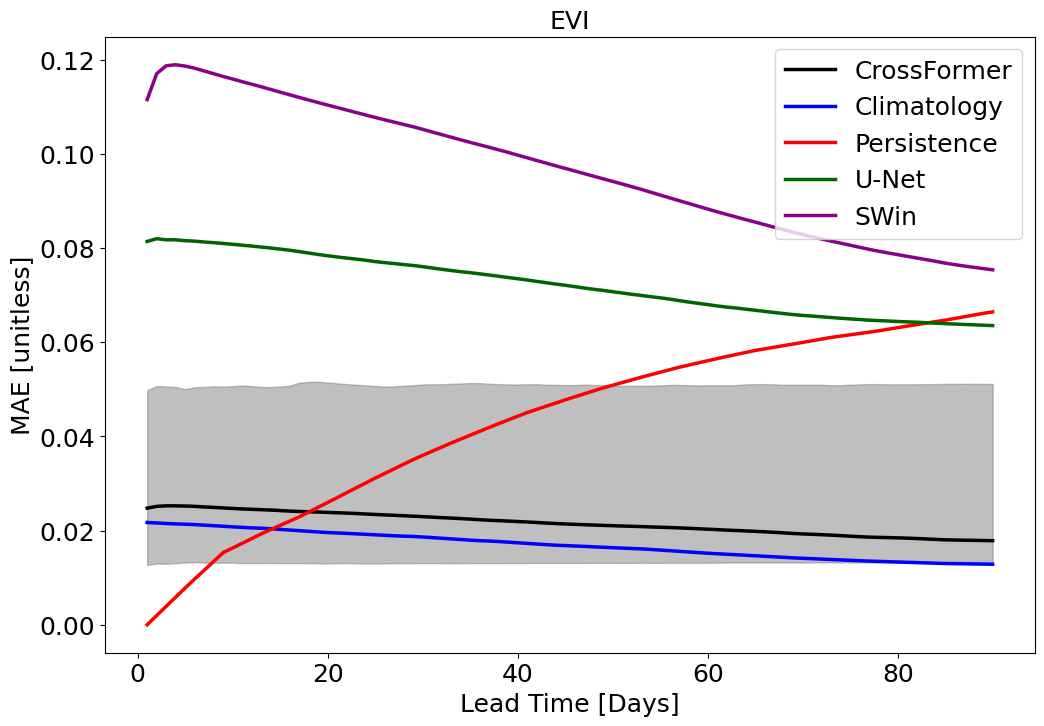 EVI
MAE [unitless]
0.12
0.10
0.08
0.06
0.04
0.02
0.00
CrossFormer
Climatology
Persistence
U-Net
SWin
0 20 40 60 80
Lead Time [Days]